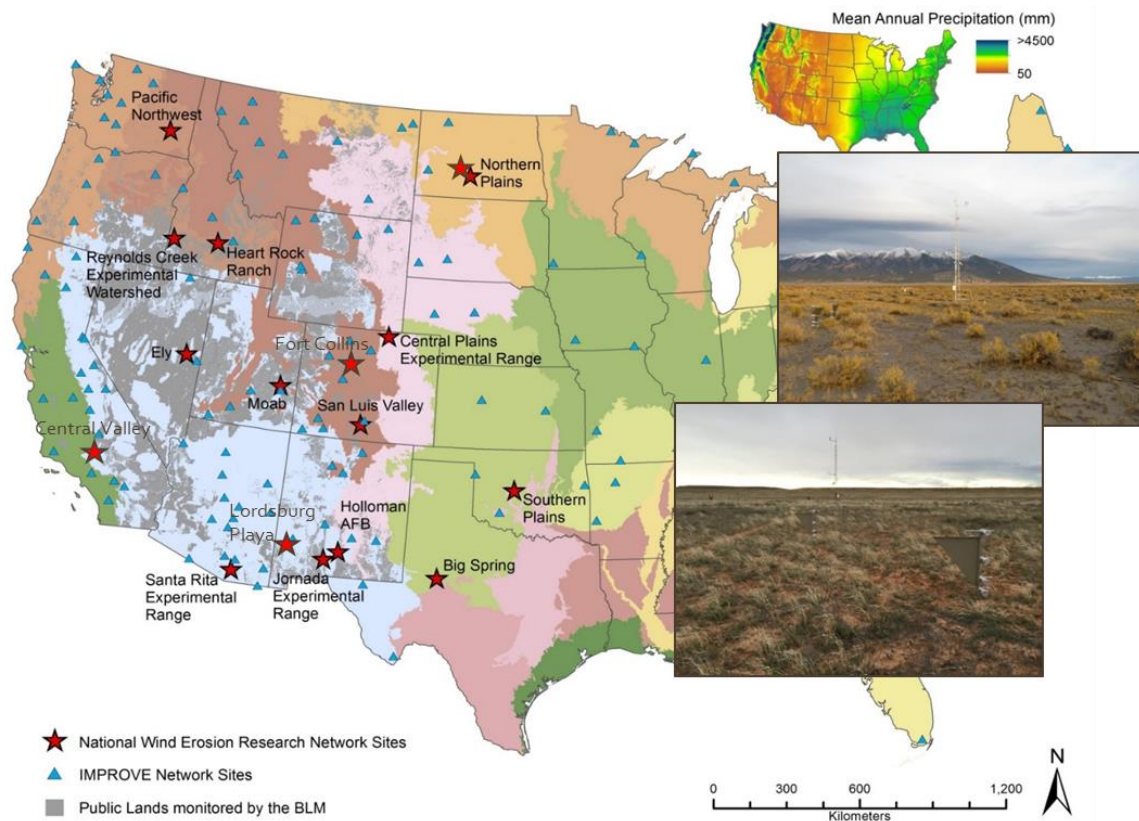 Mean Annual Precipitation (mm)
>4500
50
Pacific
Northwest
Northern
Plains
Reynolds Creek
Experimental
Watershed
Heart Rock
Ranch
Ely
Fort Collins
Central Plains
Experimental Range
Moab
San Luis Valley
Central Valley
Lordsburg
Playa
Holloman
AFB
Southern
Plains
Santa Rita
Experimental
Range
Jornada
Experimental
Range
Big Spring
National Wind Erosion Research Network Sites
IMPROVE Network Sites
Public Lands monitored by the BLM
N
0 300 600 1,200
Kilometers